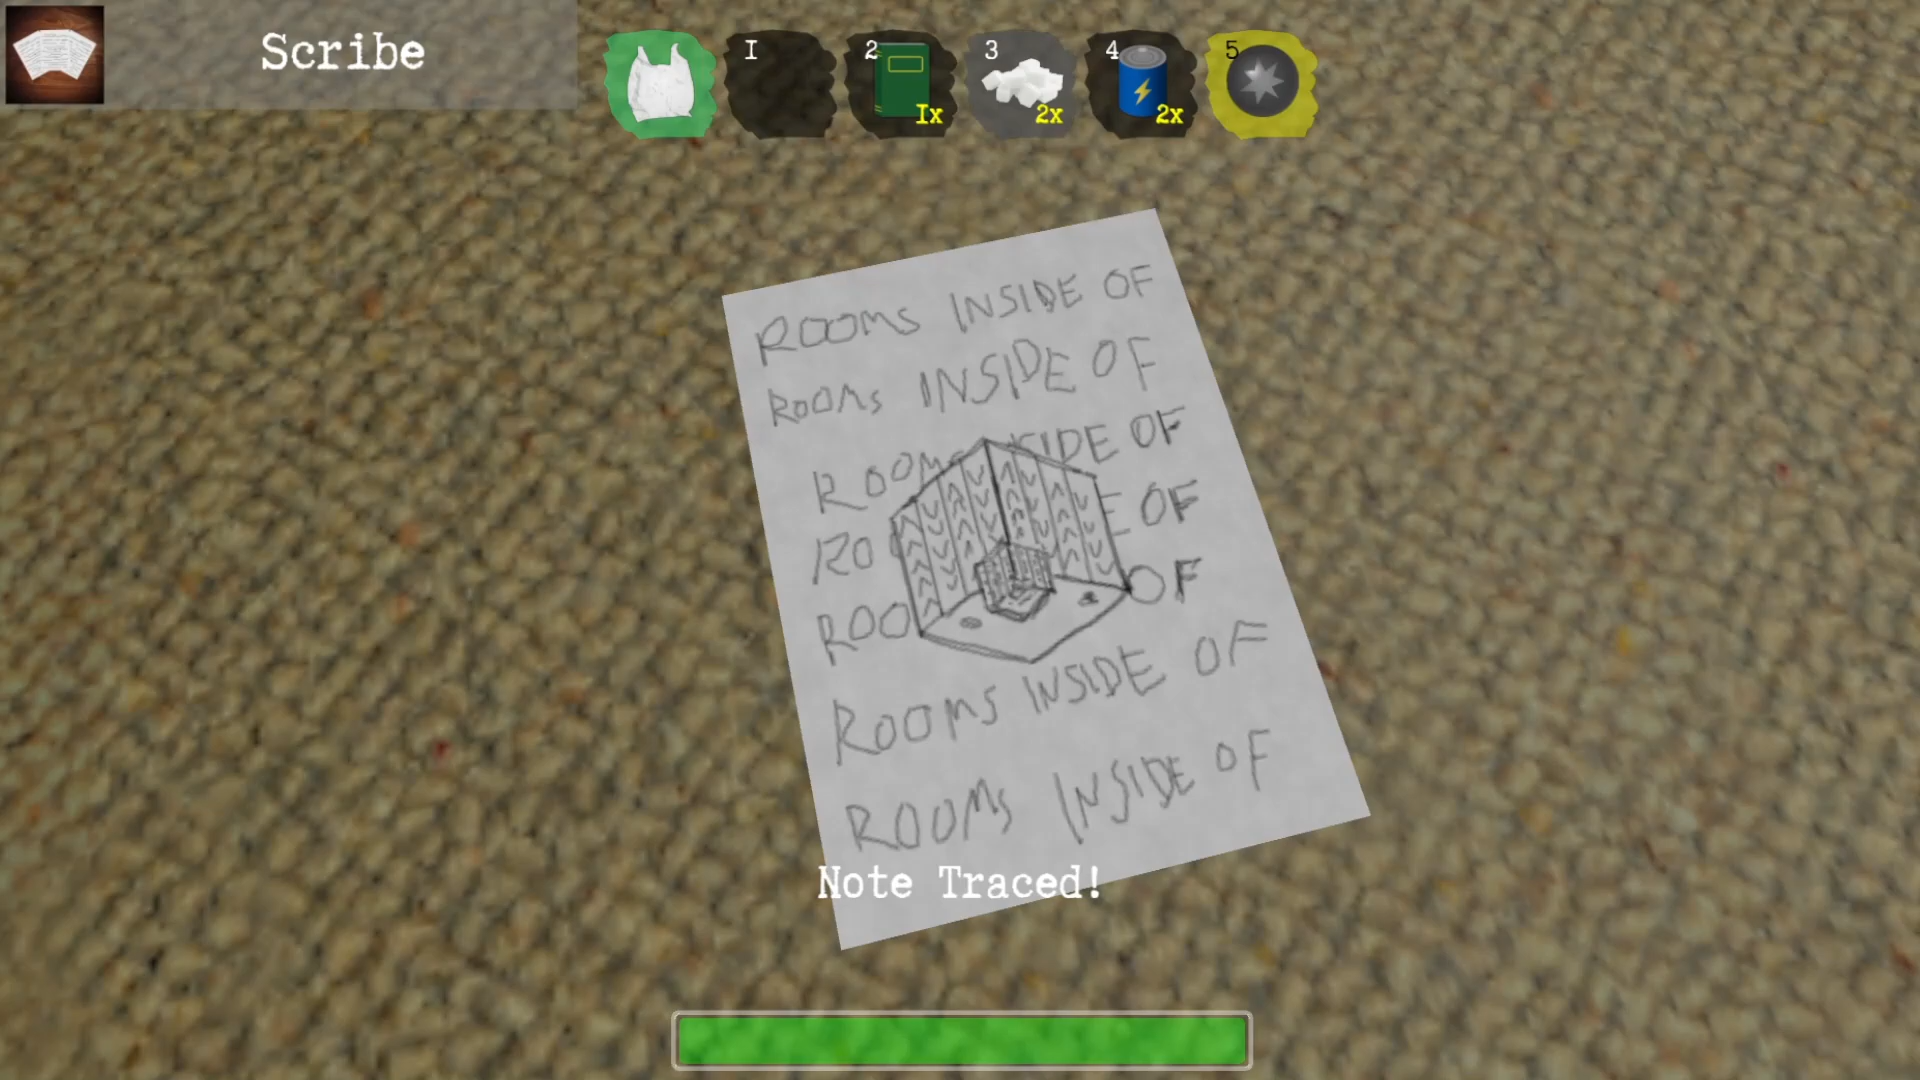 Scribe
1
2
1x
3
2x
4
2x
5
ROOMS INSIDE OF
ROOMS INSIDE OF
ROOMS INSIDE OF
ROO E OF
ROO OF
ROOMS INSIDE OF
ROOMS INSIDE OF
Note Traced!